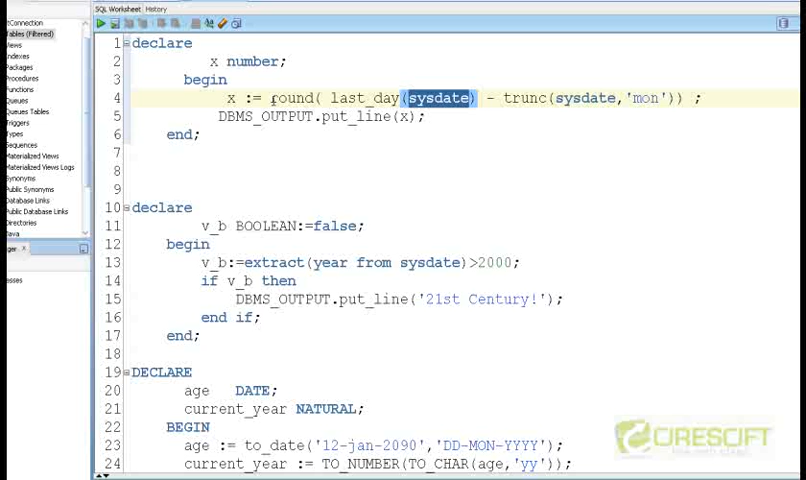 SQL Worksheet History
Connection
Tables (Filtered)
Views
Indexes
Packages
Procedures
Functions
Queues
Queues Tables
Triggers
Types
Sequences
Materialized Views
Materialized Views Logs
Synonyms
Public Synonyms
Database Links
Public Database Links
Directories
Java
1 declare
2 x number;
3 begin
4 x := round( last_day(sysdate) - trunc(sysdate,'mon')) ;
5 DBMS_OUTPUT.put_line(x);
6 end;
7
8
9
10 declare
11 v_b BOOLEAN:=false;
12 begin
13 v_b:=extract(year from sysdate)>2000;
14 if v_b then
15 DBMS_OUTPUT.put_line('21st Century!');
16 end if;
17 end;
18
19 DECLARE
20 age DATE;
21 current_year NATURAL;
22 BEGIN
23 age := to_date('12-jan-2090','DD-MON-YYYY');
24 current_year := TO_NUMBER(TO_CHAR(age,'yy'));